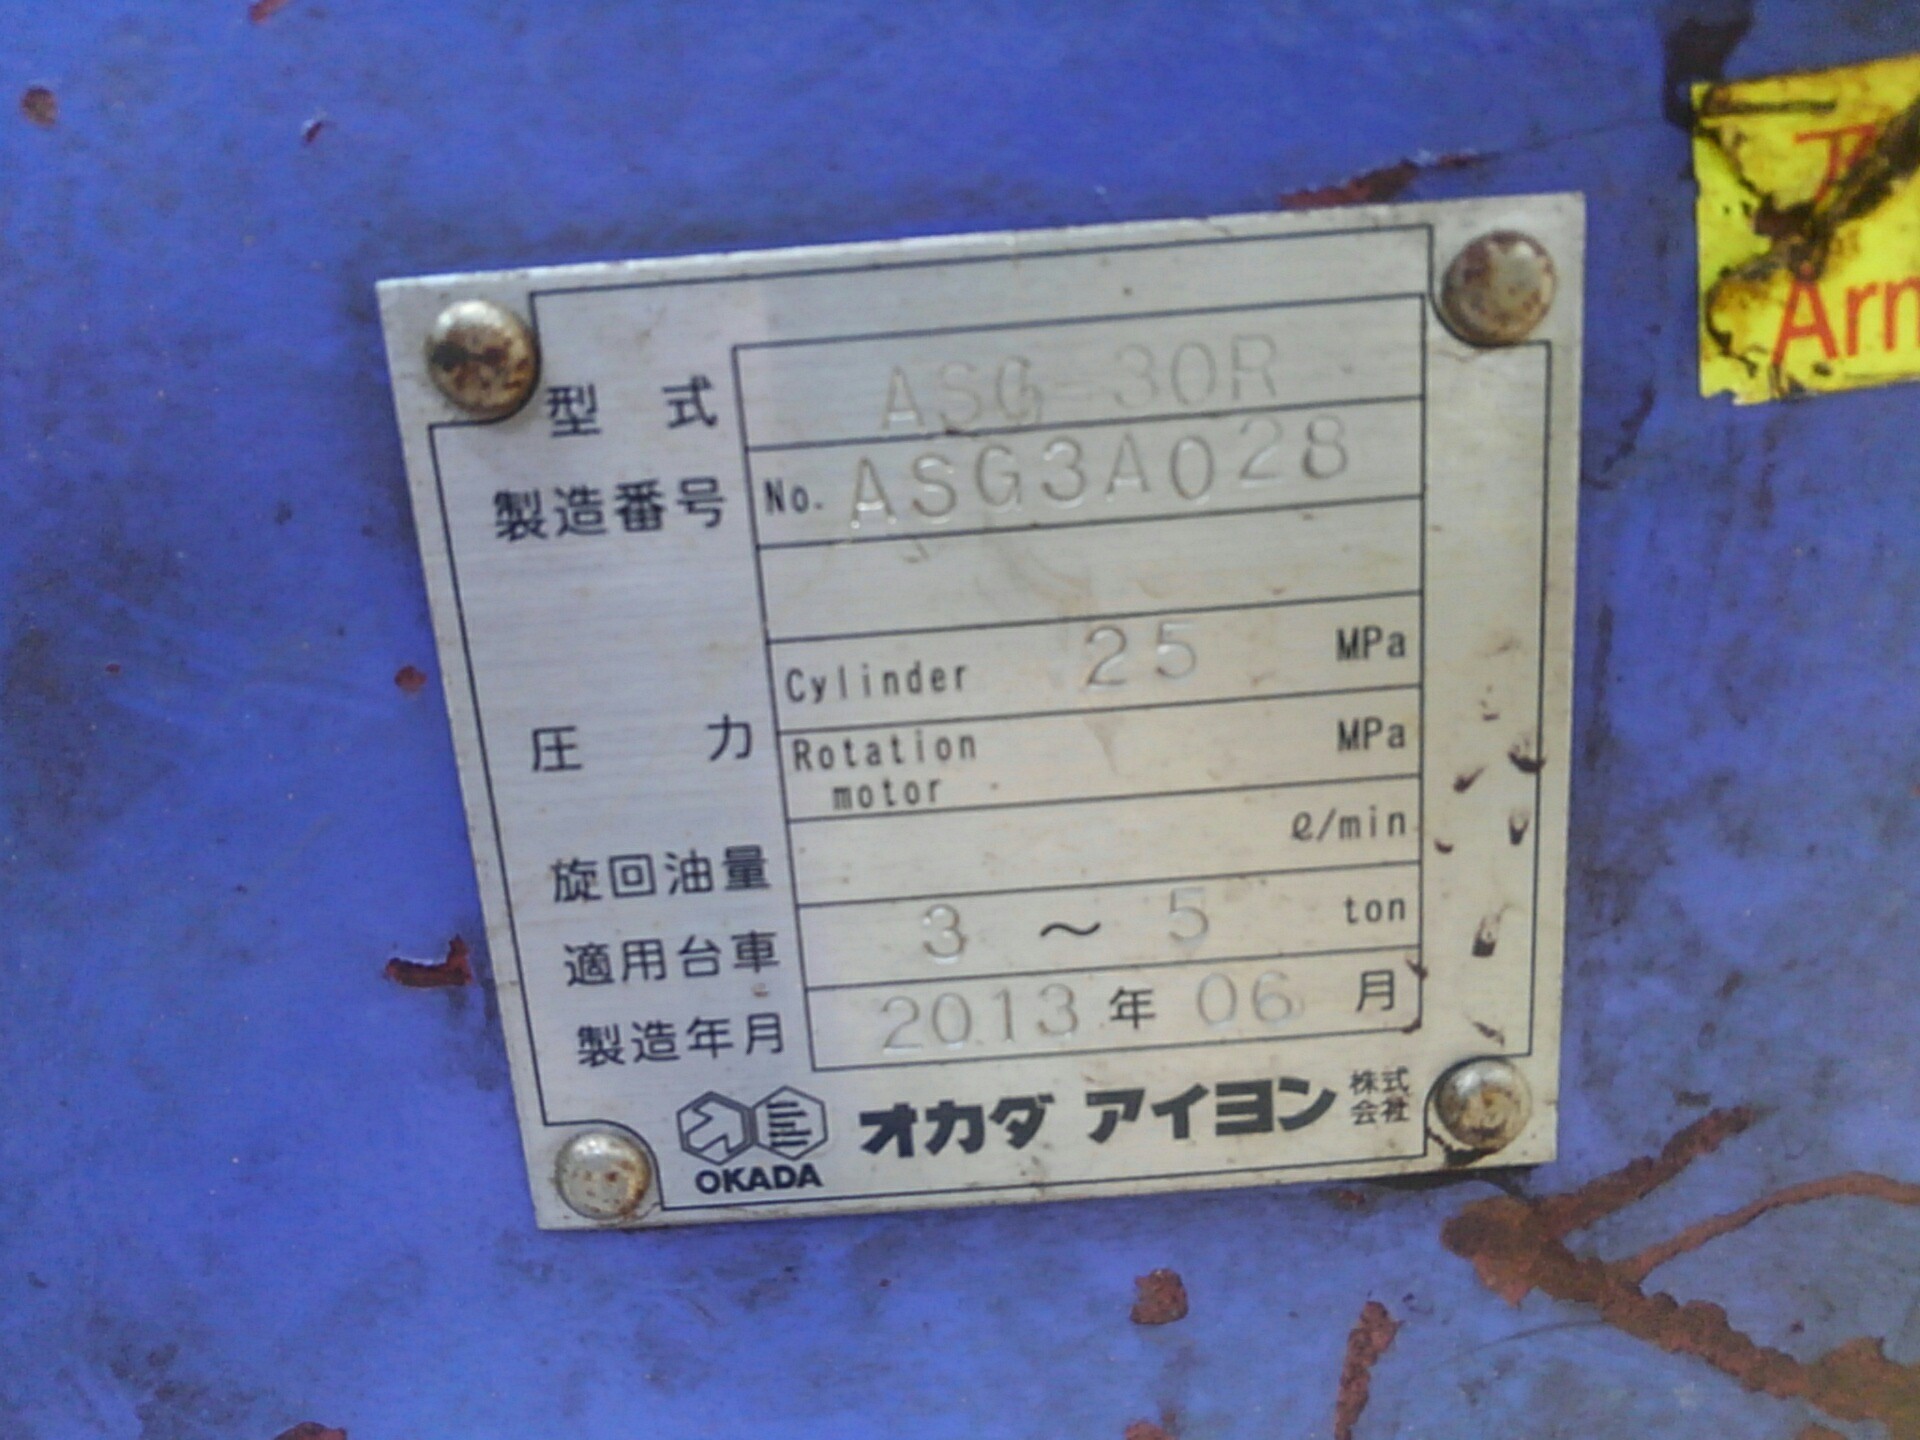 型式 ASG-30R
製造番号 No. ASG3A028
圧力 Cylinder 25 MPa
Rotation motor MPa
旋回油量 ℓ/min
適用台車 3 ～ 5 ton
製造年月 2013 年 06 月
OKADA オカダ アイヨン 株式会社
ア
Arm